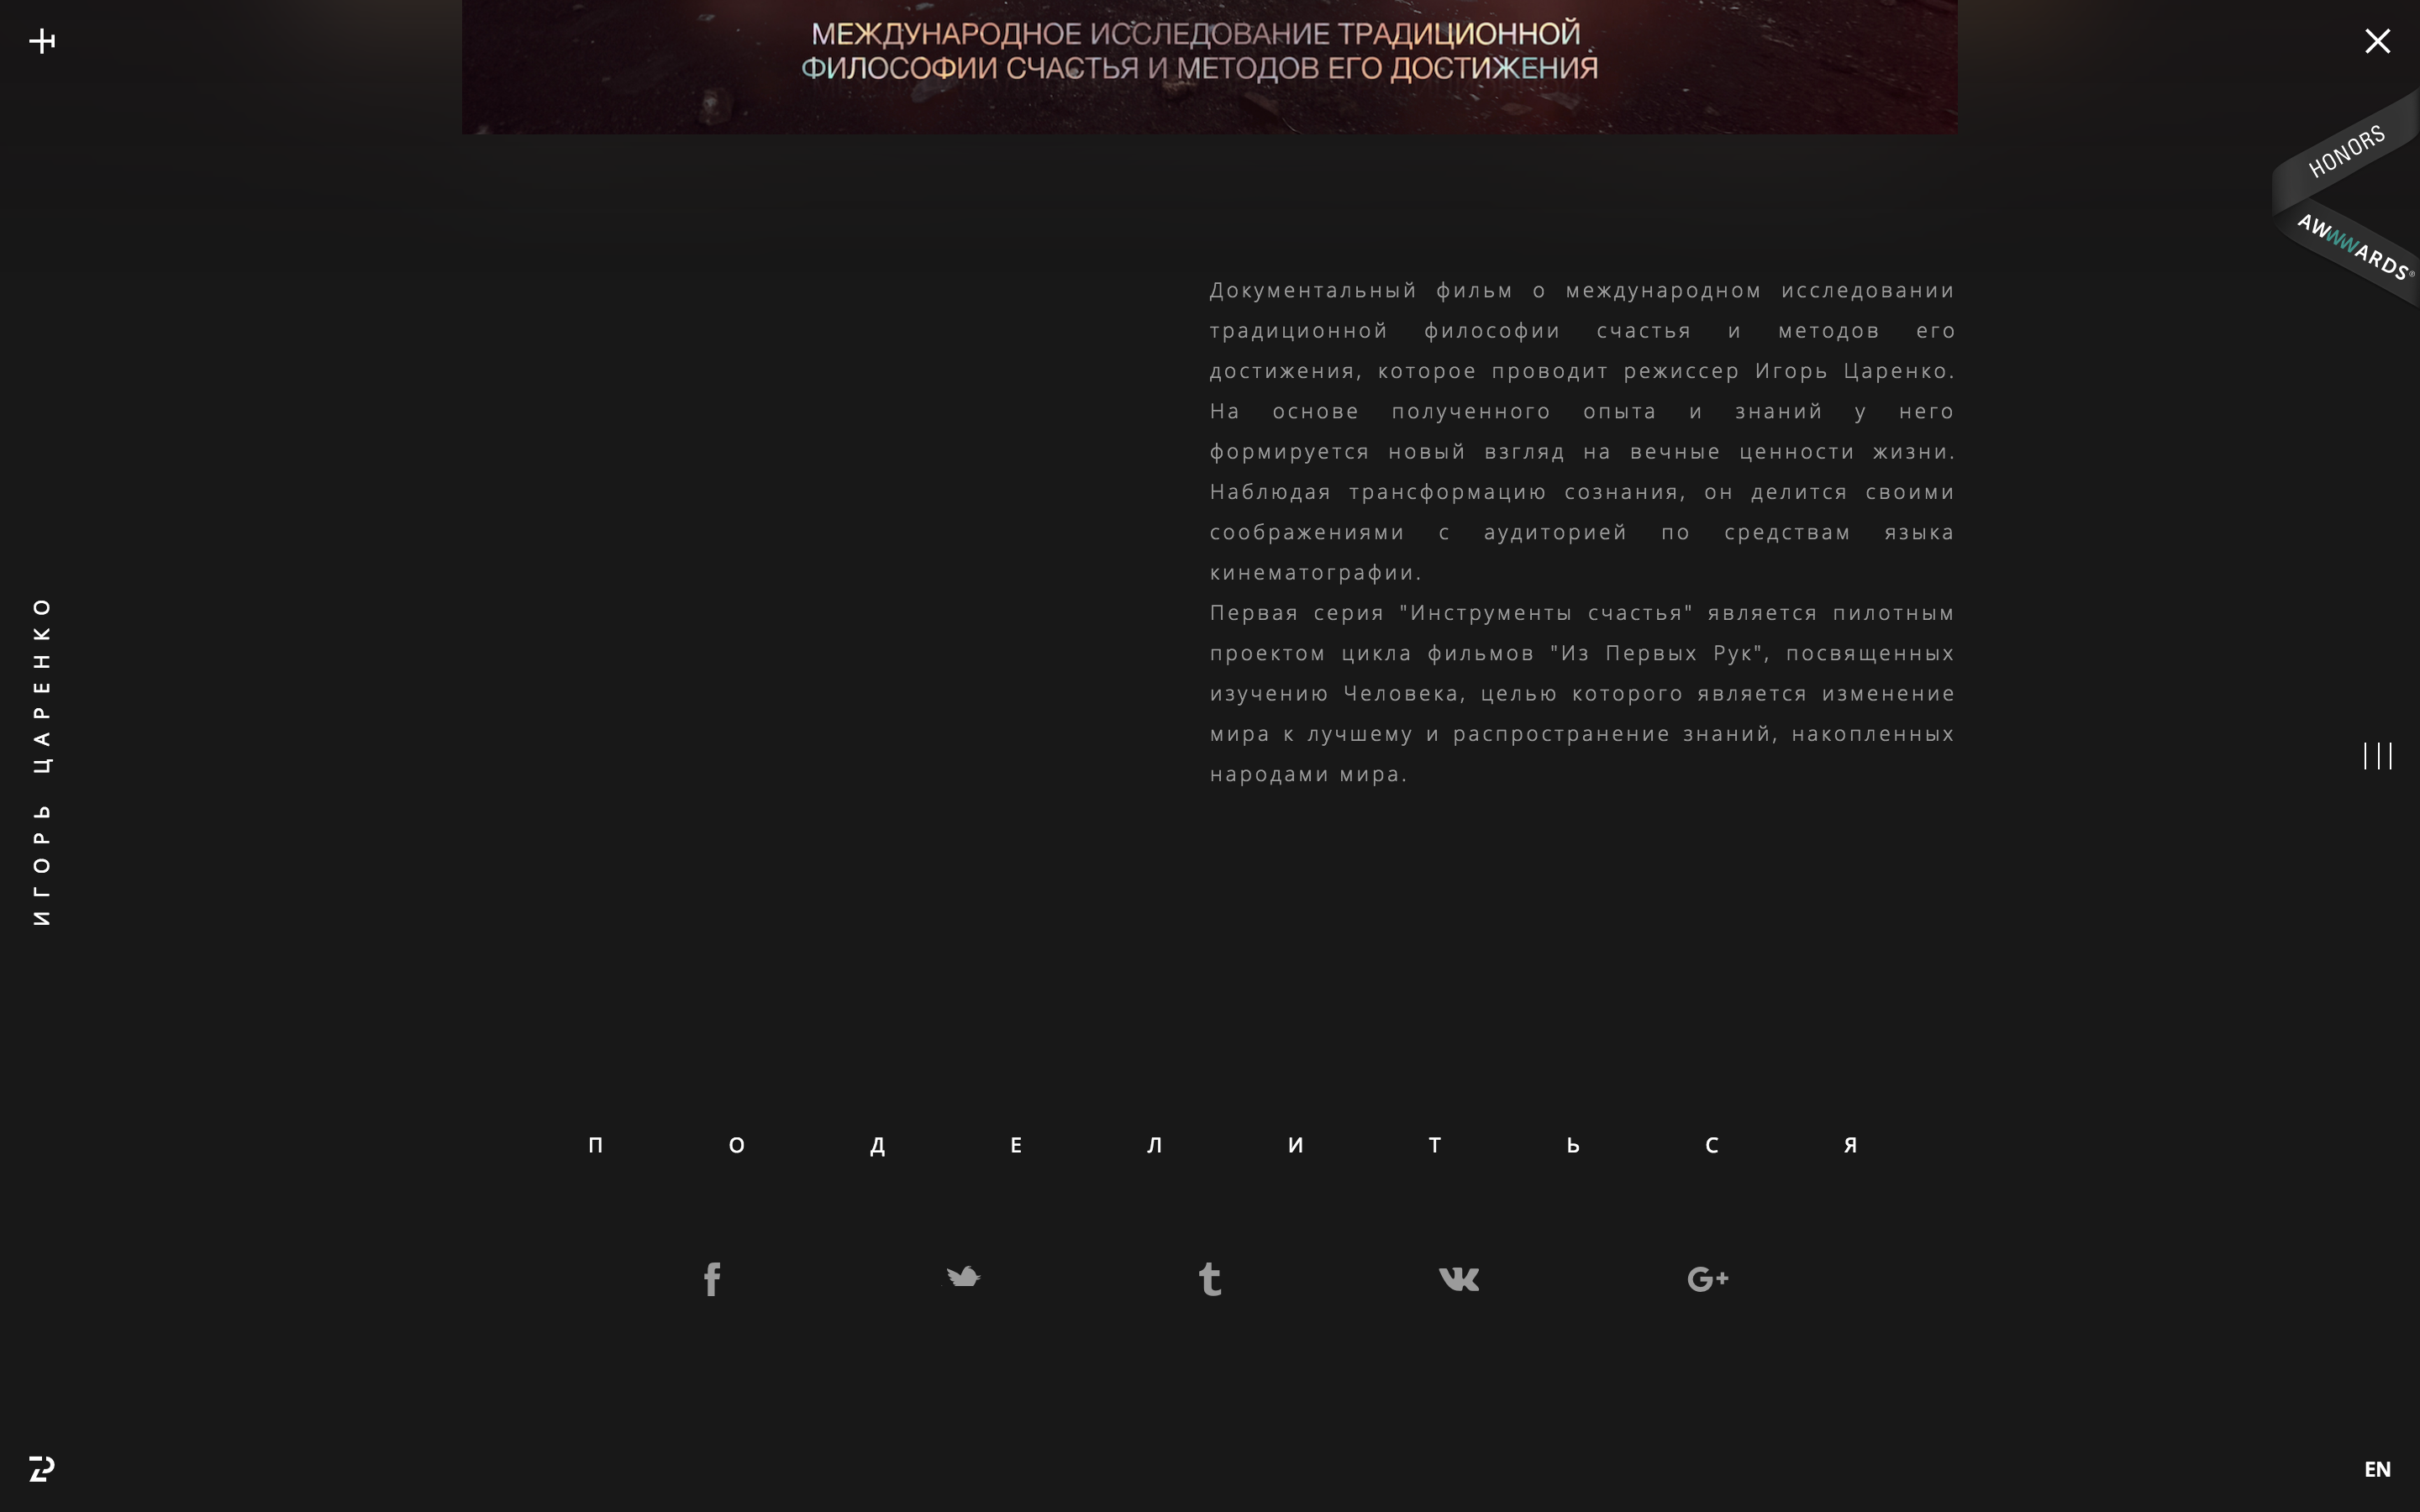 МЕЖДУНАРОДНОЕ ИССЛЕДОВАНИЕ ТРАДИЦИОННОЙ
ФИЛОСОФИИ СЧАСТЬЯ И МЕТОДОВ ЕГО ДОСТИЖЕНИЯ
HONORS
AWWWARDS®
Документальный фильм о международном исследовании
традиционной философии счастья и методов его
достижения, которое проводит режиссер Игорь Царенко.
На основе полученного опыта и знаний у него
формируется новый взгляд на вечные ценности жизни.
Наблюдая трансформацию сознания, он делится своими
соображениями с аудиторией по средствам языка
кинематографии.
Первая серия "Инструменты счастья" является пилотным
проектом цикла фильмов "Из Первых Рук", посвященных
изучению Человека, целью которого является изменение
мира к лучшему и распространение знаний, накопленных
народами мира.
ИГОРЬ ЦАРЕНКО
ПОДЕЛИТЬСЯ
EN